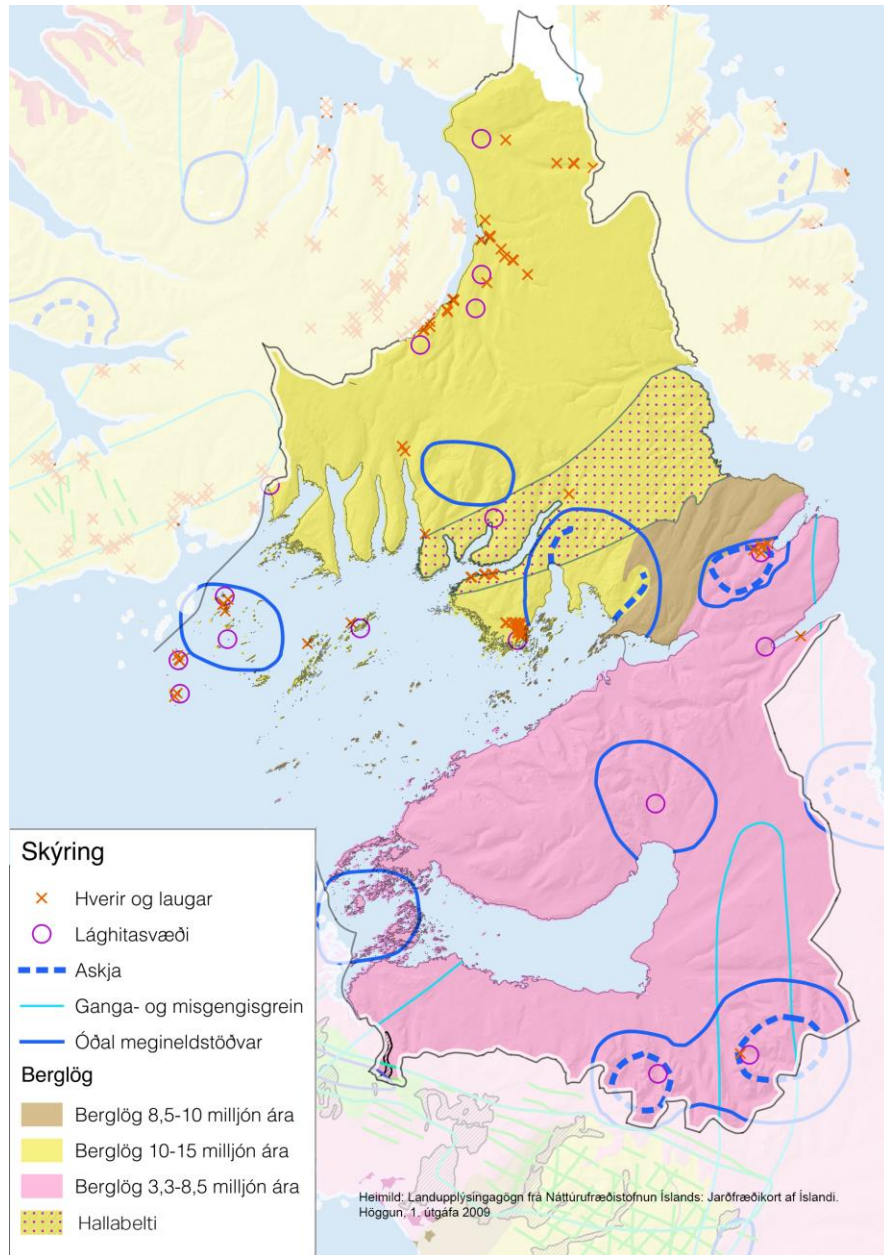 Skýring
Hverir og laugar
Lághitasvæði
Askja
Ganga- og misgengisgrein
Óðal megineldstöðvar
Berglög
Berglög 8,5-10 milljón ára
Berglög 10-15 milljón ára
Berglög 3,3-8,5 milljón ára
Hallabelti
Heimild: Landupplýsingagögn frá Náttúrufræðistofnun Íslands: Jarðfræðikort af Íslandi.
Höggun, 1. útgáfa 2009